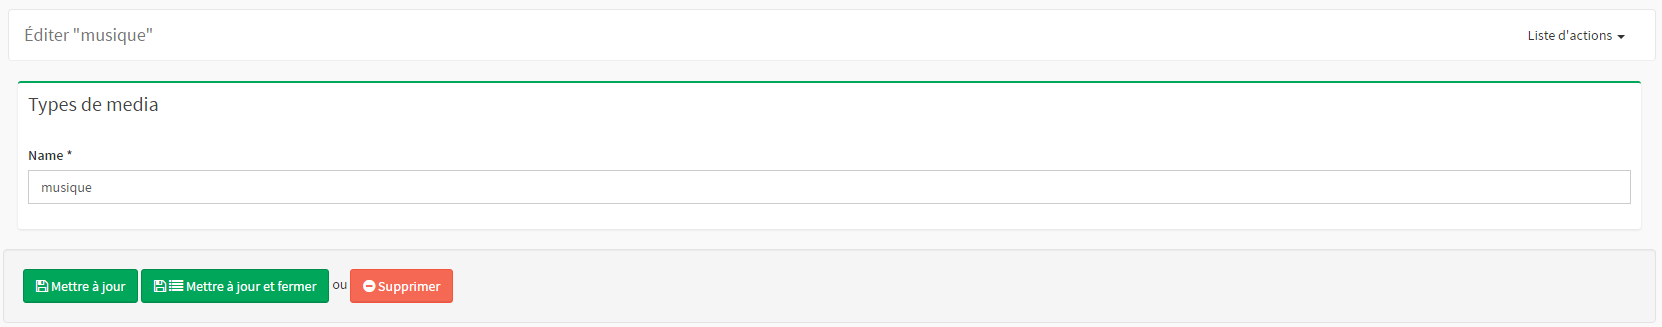 Éditer "musique"
Liste d'actions
Types de media
Name *
musique
Mettre à jour Mettre à jour et fermer ou Supprimer